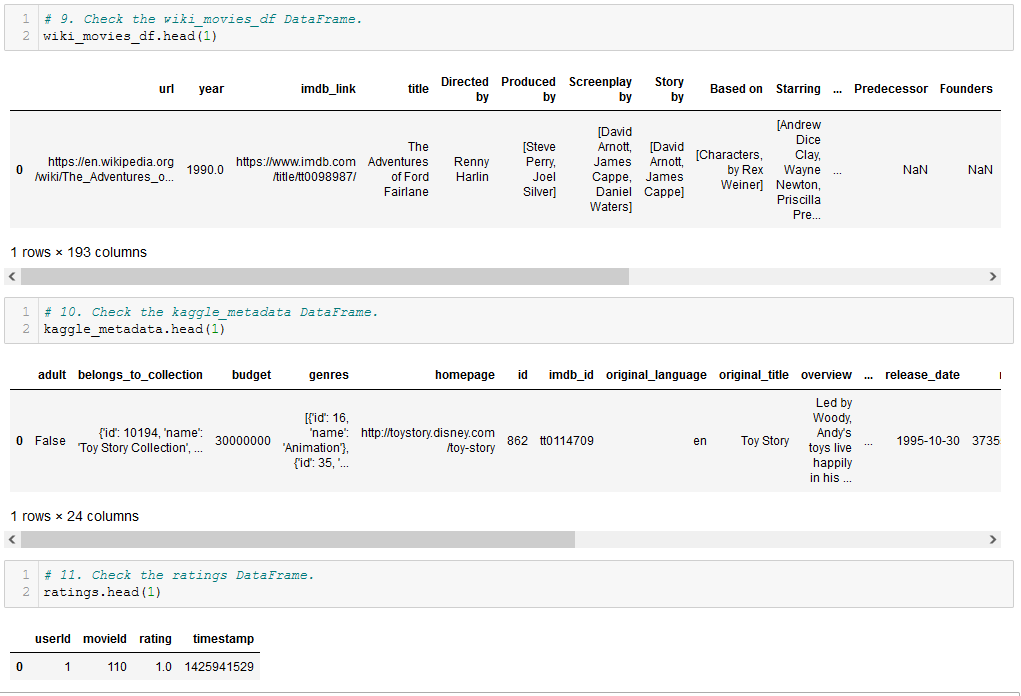 1 # 9. Check the wiki_movies_df DataFrame.
2 wiki_movies_df.head(1)
url year imdb_link title Directed by Produced by Screenplay by Story by Based on Starring ... Predecessor Founders
0 https://en.wikipedia.org/wiki/The_Adventures_o... 1990.0 https://www.imdb.com/title/tt0098987/ The Adventures of Ford Fairlane Renny Harlin [Steve Perry, Joel Silver] [David Arnott, James Cappe, Daniel Waters] [David Arnott, James Cappe] [Characters, by Rex Weiner] [Andrew Dice Clay, Wayne Newton, Priscilla Pre... ... NaN NaN
1 rows × 193 columns
1 # 10. Check the kaggle_metadata DataFrame.
2 kaggle_metadata.head(1)
adult belongs_to_collection budget genres homepage id imdb_id original_language original_title overview ... release_date
0 False {'id': 10194, 'name': 'Toy Story Collection', ... 30000000 [{'id': 16, 'name': 'Animation'}, {'id': 35, '... http://toystory.disney.com/toy-story 862 tt0114709 en Toy Story Led by Woody, Andy's toys live happily in his ... ... 1995-10-30 3735
1 rows × 24 columns
1 # 11. Check the ratings DataFrame.
2 ratings.head(1)
userId movieId rating timestamp
0 1 110 1.0 1425941529